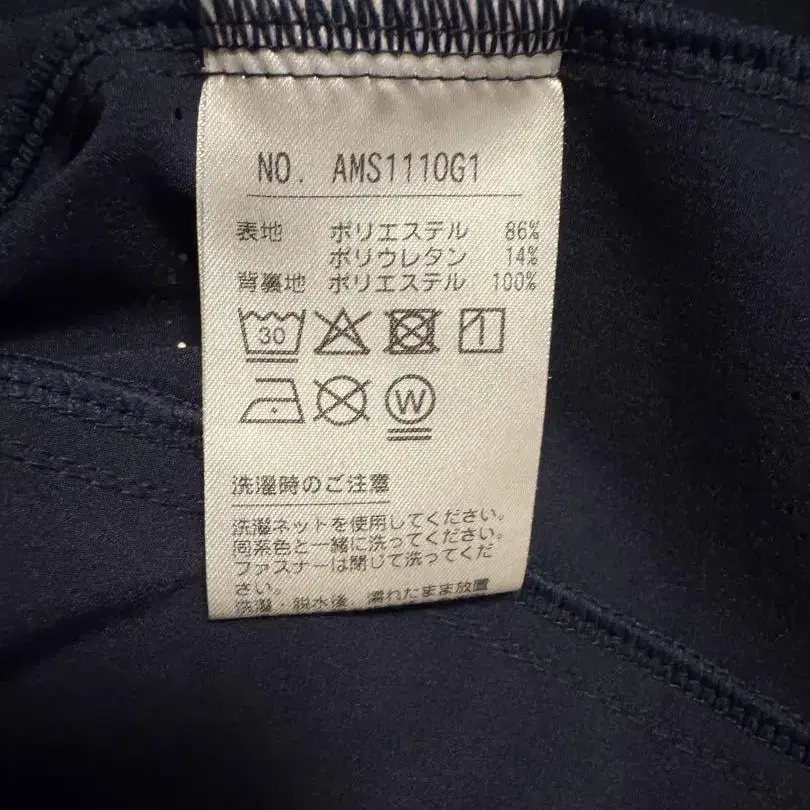 NO. AMS1110G1
表地 ポリエステル 86%
ポリウレタン 14%
背裏地 ポリエステル 100%
30
W
洗濯時のご注意
洗濯ネットを使用してください。
同系色と一緒に洗ってください。
ファスナーは閉じて洗ってくだ
さい。
洗濯・脱水後、濡れたまま放置